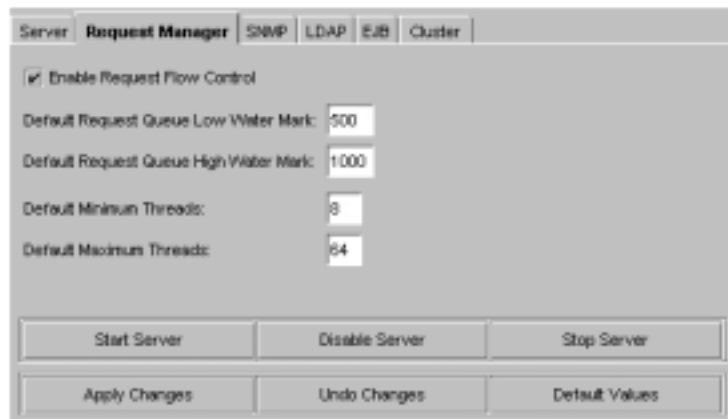 Server Request Manager SNMP LDAP EJB Cluster
Enable Request Flow Control
Default Request Queue Low Water Mark: 500
Default Request Queue High Water Mark: 1000
Default Minimum Threads: 8
Default Maximum Threads: 64
Start Server Disable Server Stop Server
Apply Changes Undo Changes Default Values